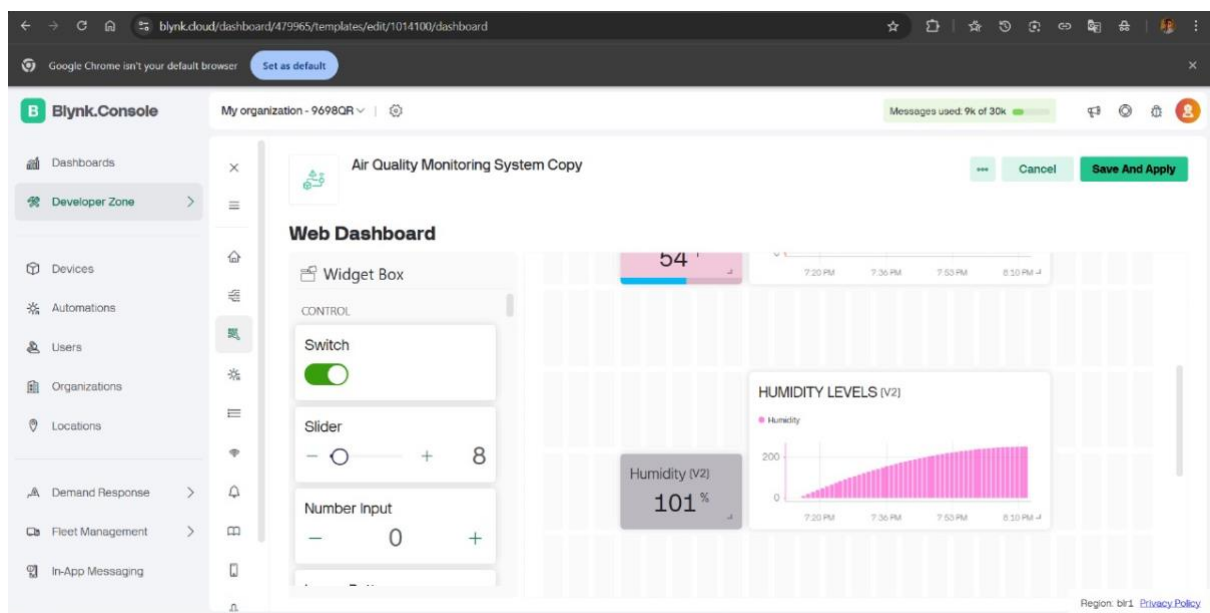 blynk.cloud/dashboard/479965/templates/edit/1014100/dashboard
Google Chrome isn't your default browser
Set as default
B
Blynk.Console
My organization - 9698QR
Messages used: 9k of 30k
Dashboards
Developer Zone
Devices
Automations
Users
Organizations
Locations
Demand Response
Fleet Management
In-App Messaging
Air Quality Monitoring System Copy
Cancel
Save And Apply
Web Dashboard
Widget Box
CONTROL
Switch
Slider
8
Number Input
0
54
0
7:20 PM 7:36 PM 7:53 PM 8:10 PM
HUMIDITY LEVELS (V2)
Humidity
200
0
7:20 PM 7:36 PM 7:53 PM 8:10 PM
Humidity (V2)
101 %
Region: blr1 Privacy Policy